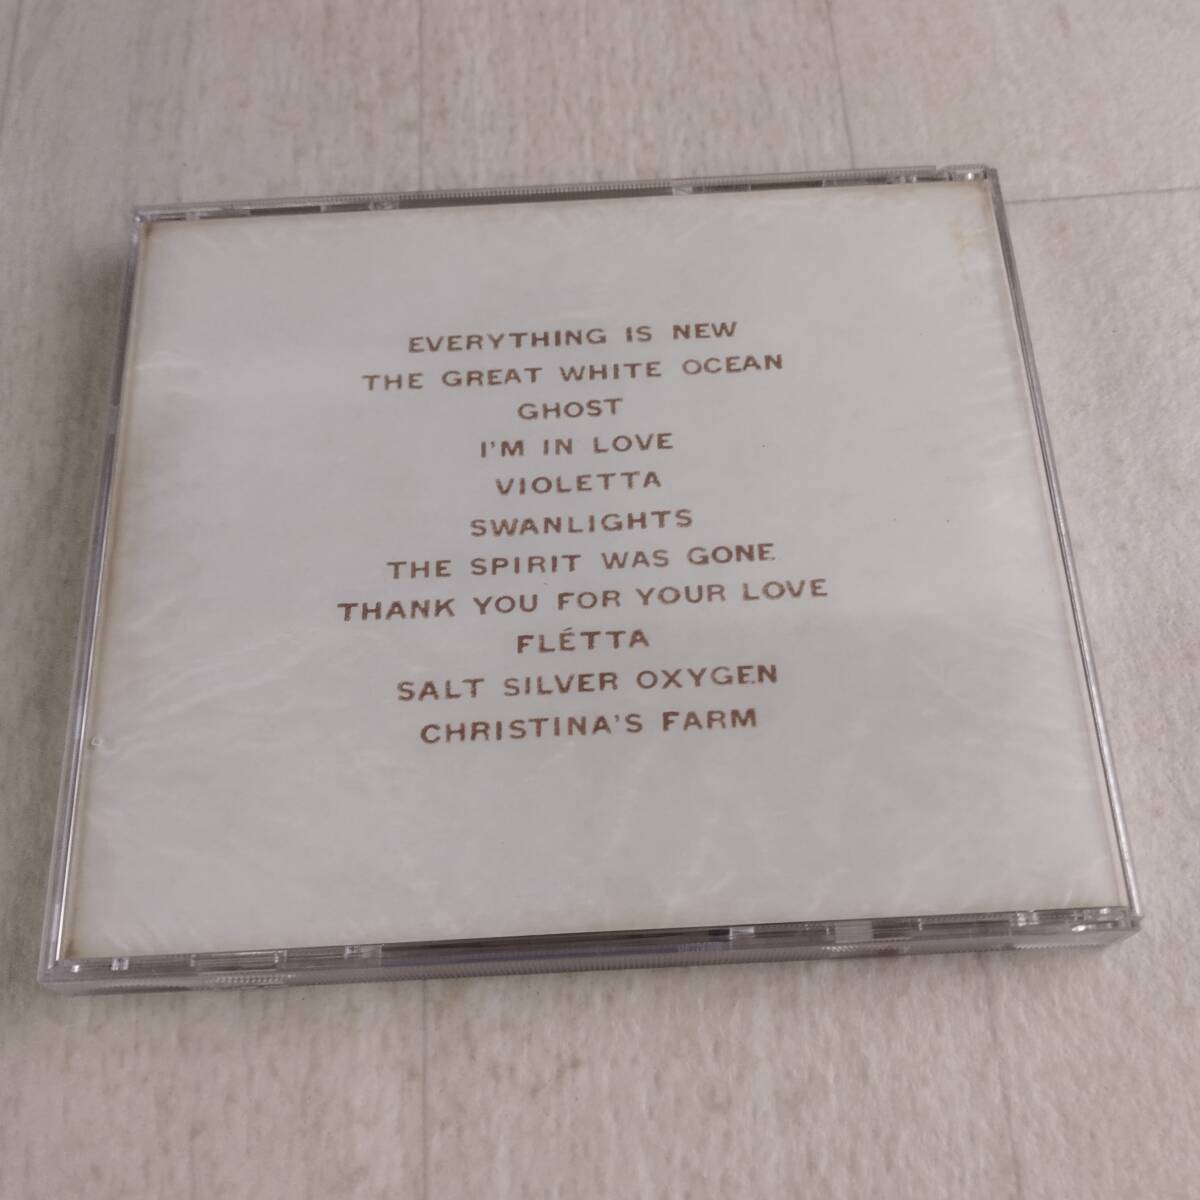 EVERYTHING IS NEW
THE GREAT WHITE OCEAN
GHOST
I'M IN LOVE
VIOLETTA
SWANLIGHTS
THE SPIRIT WAS GONE
THANK YOU FOR YOUR LOVE
FLÉTTA
SALT SILVER OXYGEN
CHRISTINA'S FARM